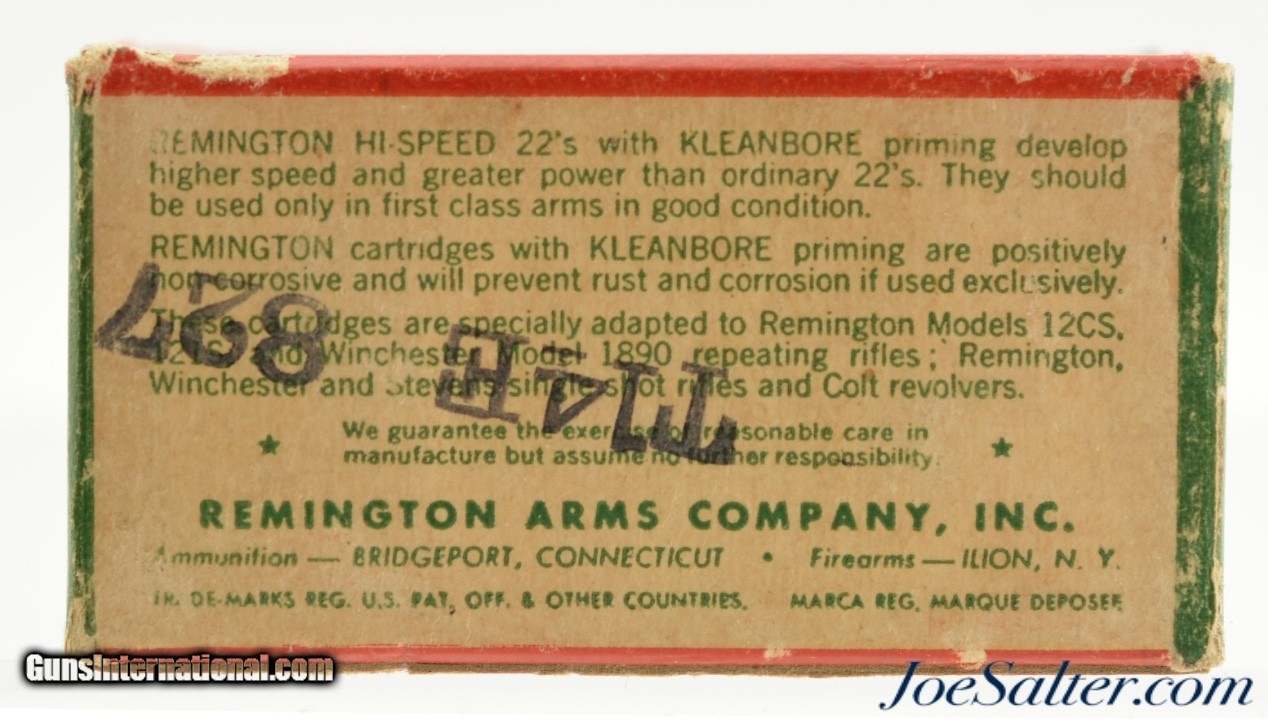 REMINGTON HI-SPEED 22's with KLEANBORE priming develop
higher speed and greater power than ordinary 22's. They should
be used only in first class arms in good condition.
REMINGTON cartridges with KLEANBORE priming are positively
non-corrosive and will prevent rust and corrosion if used exclusively.
These cartridges are specially adapted to Remington Models 12CS,
and Winchester Model 1890 repeating rifles; Remington,
Winchester and Stevens single shot rifles and Colt revolvers.
We guarantee the exercise of reasonable care in
manufacture but assume no further responsibility.
REMINGTON ARMS COMPANY, INC.
Ammunition — BRIDGEPORT, CONNECTICUT • Firearms — ILION, N. Y.
TRADE-MARKS REG. U.S. PAT. OFF. & OTHER COUNTRIES. MARCA REG. MARQUE DEPOSEE
GunsInternational.com
JoeSalter.com